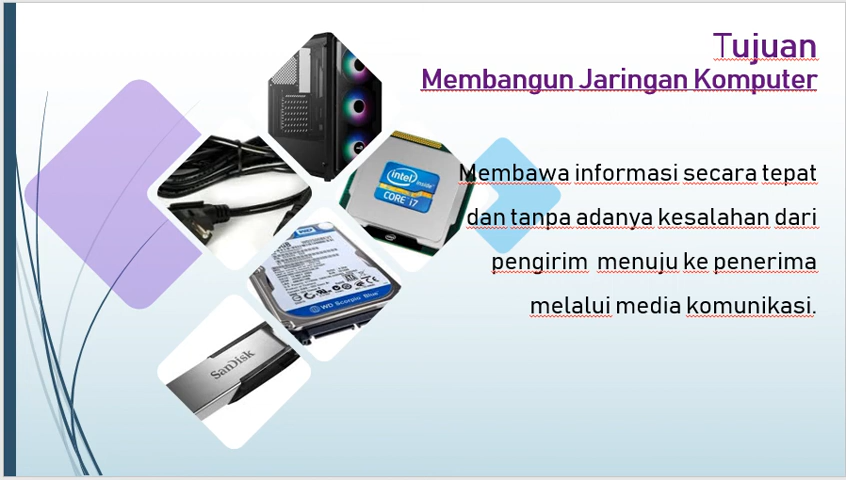 Tujuan
Membangun Jaringan Komputer
Membawa informasi secara tepat
dan tanpa adanya kesalahan dari
pengirim menuju ke penerima
melalui media komunikasi.
intel inside
CORE i7
WD Scorpio Blue
SanDisk